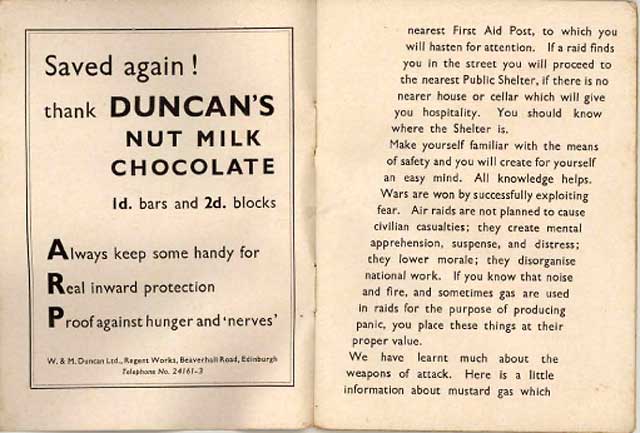 Saved again !
thank DUNCAN'S
NUT MILK
CHOCOLATE
1d. bars and 2d. blocks
Always keep some handy for
Real inward protection
Proof against hunger and 'nerves'
W. & M. Duncan Ltd., Regent Works, Beaverhall Road, Edinburgh
Telephone No. 24161-3
nearest First Aid Post, to which you
will hasten for attention. If a raid finds
you in the street you will proceed to
the nearest Public Shelter, if there is no
nearer house or cellar which will give
you hospitality. You should know
where the Shelter is.
Make yourself familiar with the means
of safety and you will create for yourself
an easy mind. All knowledge helps.
Wars are won by successfully exploiting
fear. Air raids are not planned to cause
civilian casualties; they create mental
apprehension, suspense, and distress;
they lower morale; they disorganise
national work. If you know that noise
and fire, and sometimes gas are used
in raids for the purpose of producing
panic, you place these things at their
proper value.
We have learnt much about the
weapons of attack. Here is a little
information about mustard gas which